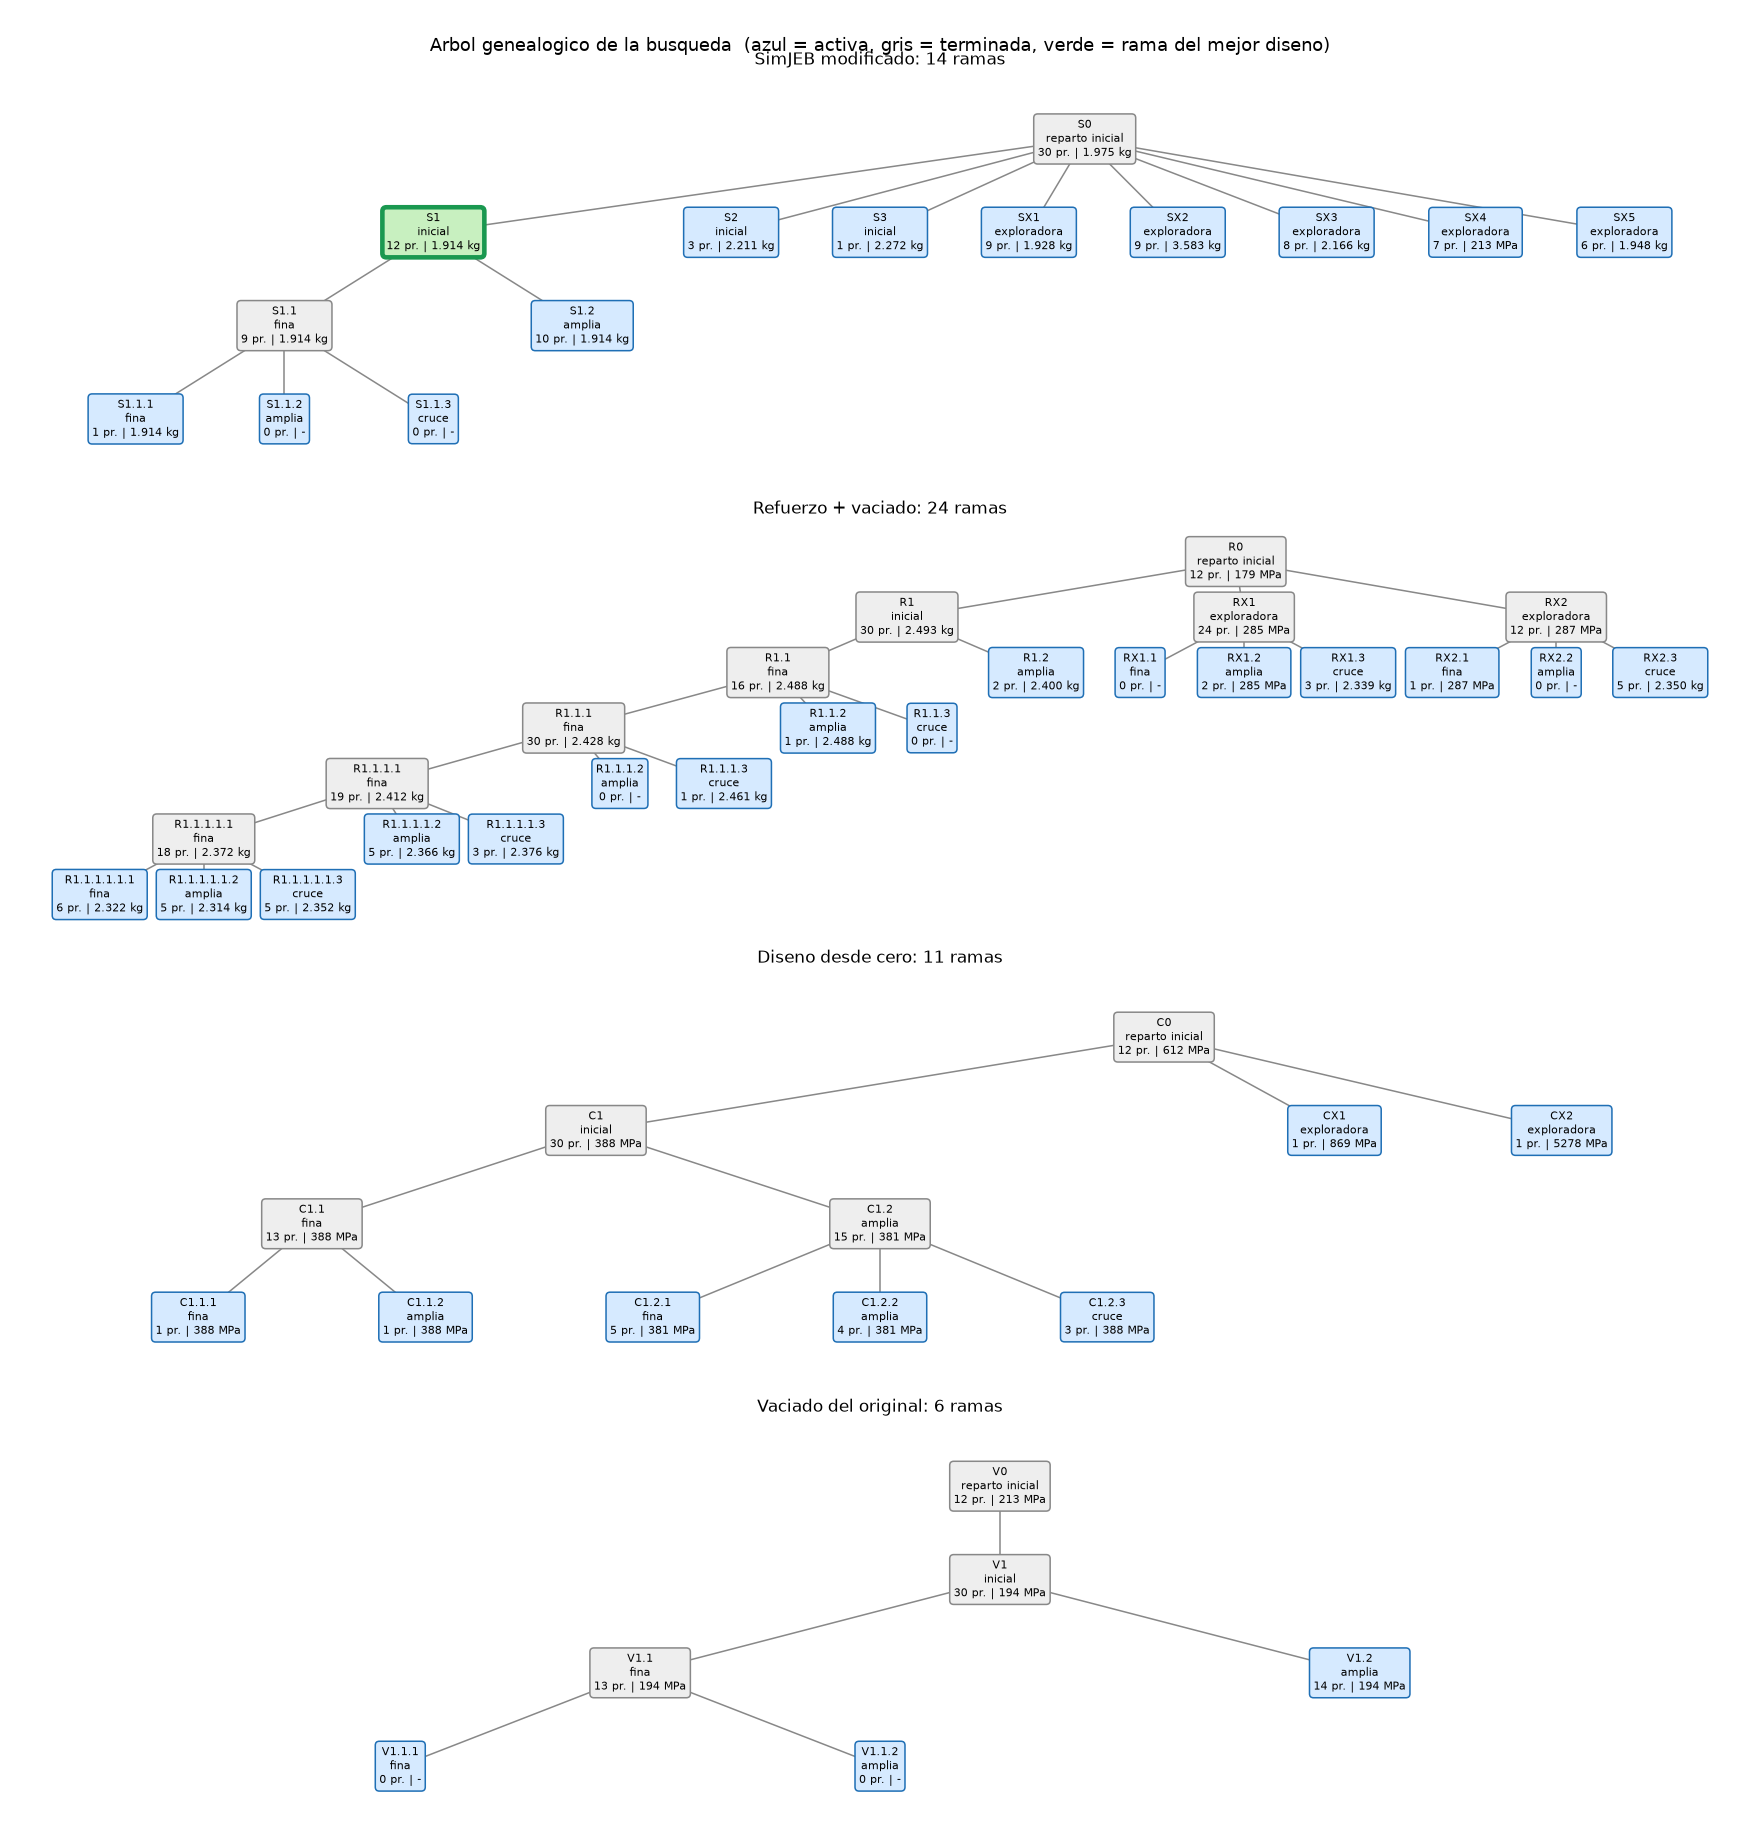 Arbol genealogico de la busqueda  (azul = activa, gris = terminada, verde = rama del mejor diseno)
SimJEB modificado: 14 ramas
S0
reparto inicial
30 pr. | 1.975 kg
S1
inicial
12 pr. | 1.914 kg
S2
inicial
3 pr. | 2.211 kg
S3
inicial
1 pr. | 2.272 kg
SX1
exploradora
9 pr. | 1.928 kg
SX2
exploradora
9 pr. | 3.583 kg
SX3
exploradora
8 pr. | 2.166 kg
SX4
exploradora
7 pr. | 213 MPa
SX5
exploradora
6 pr. | 1.948 kg
S1.1
fina
9 pr. | 1.914 kg
S1.2
amplia
10 pr. | 1.914 kg
S1.1.1
fina
1 pr. | 1.914 kg
S1.1.2
amplia
0 pr. | -
S1.1.3
cruce
0 pr. | -
Refuerzo + vaciado: 24 ramas
R0
reparto inicial
12 pr. | 179 MPa
R1
inicial
30 pr. | 2.493 kg
RX1
exploradora
24 pr. | 285 MPa
RX2
exploradora
12 pr. | 287 MPa
R1.1
fina
16 pr. | 2.488 kg
R1.2
amplia
2 pr. | 2.400 kg
RX1.1
fina
0 pr. | -
RX1.2
amplia
2 pr. | 285 MPa
RX1.3
cruce
3 pr. | 2.339 kg
RX2.1
fina
1 pr. | 287 MPa
RX2.2
amplia
0 pr. | -
RX2.3
cruce
5 pr. | 2.350 kg
R1.1.1
fina
30 pr. | 2.428 kg
R1.1.2
amplia
1 pr. | 2.488 kg
R1.1.3
cruce
0 pr. | -
R1.1.1.1
fina
19 pr. | 2.412 kg
R1.1.1.2
amplia
0 pr. | -
R1.1.1.3
cruce
1 pr. | 2.461 kg
R1.1.1.1.1
fina
18 pr. | 2.372 kg
R1.1.1.1.2
amplia
5 pr. | 2.366 kg
R1.1.1.1.3
cruce
3 pr. | 2.376 kg
R1.1.1.1.1.1
fina
6 pr. | 2.322 kg
R1.1.1.1.1.2
amplia
5 pr. | 2.314 kg
R1.1.1.1.1.3
cruce
5 pr. | 2.352 kg
Diseno desde cero: 11 ramas
C0
reparto inicial
12 pr. | 612 MPa
C1
inicial
30 pr. | 388 MPa
CX1
exploradora
1 pr. | 869 MPa
CX2
exploradora
1 pr. | 5278 MPa
C1.1
fina
13 pr. | 388 MPa
C1.2
amplia
15 pr. | 381 MPa
C1.1.1
fina
1 pr. | 388 MPa
C1.1.2
amplia
1 pr. | 388 MPa
C1.2.1
fina
5 pr. | 381 MPa
C1.2.2
amplia
4 pr. | 381 MPa
C1.2.3
cruce
3 pr. | 388 MPa
Vaciado del original: 6 ramas
V0
reparto inicial
12 pr. | 213 MPa
V1
inicial
30 pr. | 194 MPa
V1.1
fina
13 pr. | 194 MPa
V1.2
amplia
14 pr. | 194 MPa
V1.1.1
fina
0 pr. | -
V1.1.2
amplia
0 pr. | -